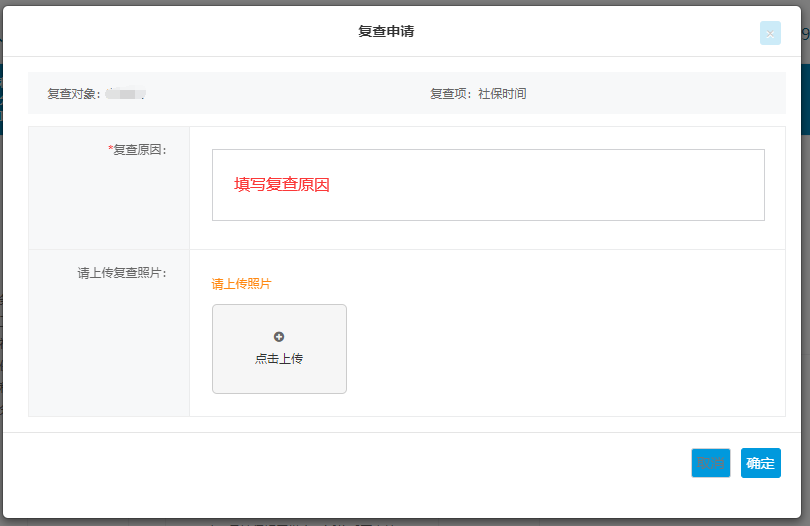 复查申请
复查对象：
复查项：社保时间
*复查原因：
填写复查原因
请上传复查照片：
请上传照片
点击上传
确定